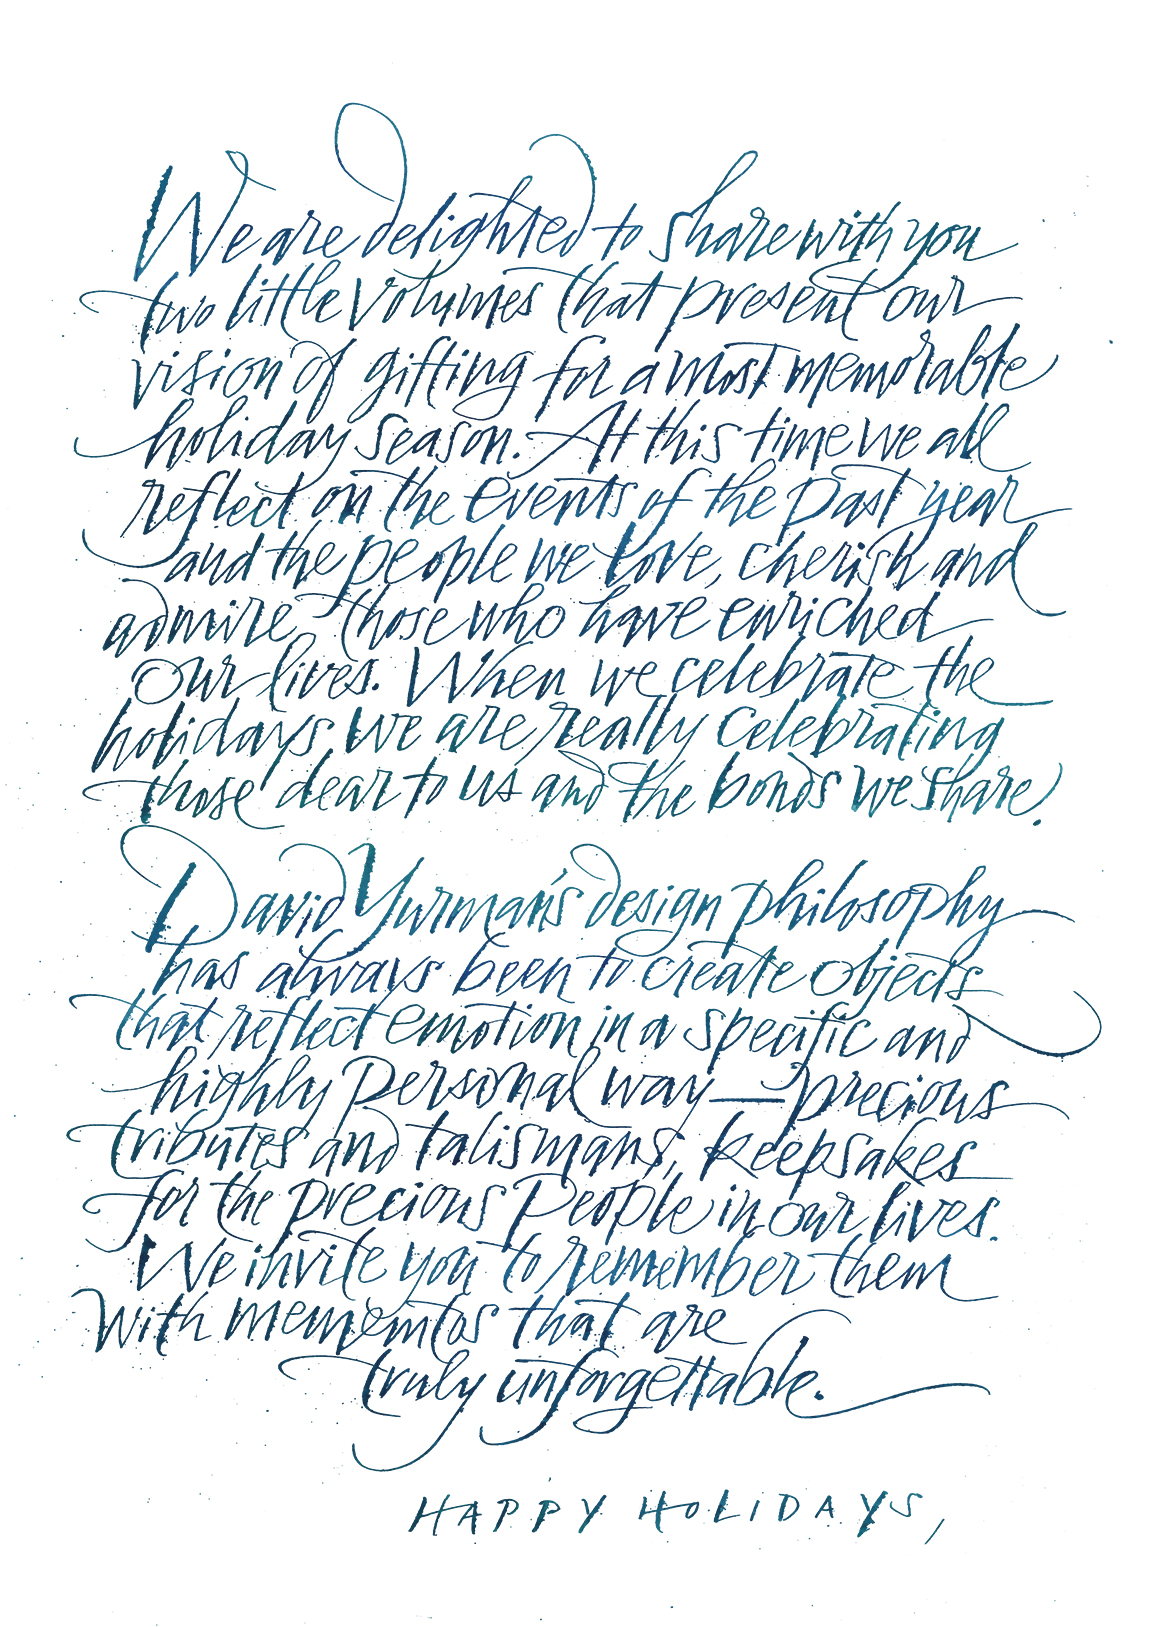 We are delighted to share with you
two little volumes that present our
vision of gifting for a most memorable
holiday season. At this time we all
reflect on the events of the past year
and the people we love, cherish and
admire those who have enriched
our lives. When we celebrate the
holidays we are really celebrating
those dear to us and the bonds we share.
David Yurman's design philosophy
has always been to create objects
that reflect emotion in a specific and
highly personal way — precious
tributes and talismans, keepsakes
for the precious people in our lives.
We invite you to remember them
with mementos that are
truly unforgettable.
HAPPY HOLIDAYS,